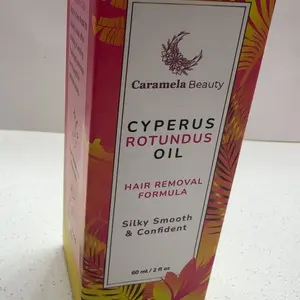 Caramela Beauty
CYPERUS
ROTUNDUS
OIL
HAIR REMOVAL
FORMULA
Silky Smooth
& Confident
60 ml / 2 fl oz